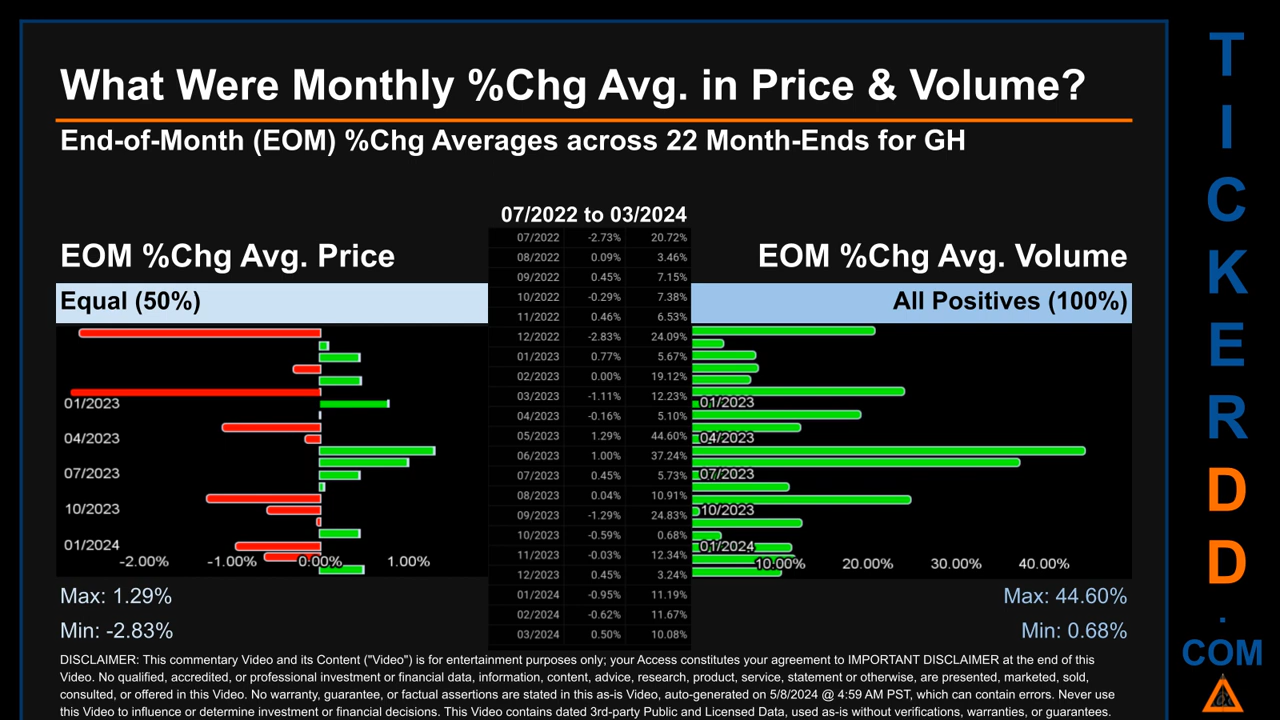 What Were Monthly %Chg Avg. in Price & Volume?
End-of-Month (EOM) %Chg Averages across 22 Month-Ends for GH
07/2022 to 03/2024
EOM %Chg Avg. Price
EOM %Chg Avg. Volume
Equal (50%)
All Positives (100%)
07/2022 -2.73% 20.72%
08/2022 0.09% 3.46%
09/2022 0.45% 7.15%
10/2022 -0.29% 7.38%
11/2022 0.46% 6.53%
12/2022 -2.83% 24.09%
01/2023 0.77% 5.67%
02/2023 0.00% 19.12%
03/2023 -1.11% 12.23%
04/2023 -0.16% 5.10%
05/2023 1.29% 44.60%
06/2023 1.00% 37.24%
07/2023 0.45% 5.73%
08/2023 0.04% 10.91%
09/2023 -1.29% 24.83%
10/2023 -0.59% 0.68%
11/2023 -0.03% 12.34%
12/2023 0.45% 3.24%
01/2024 -0.95% 11.19%
02/2024 -0.62% 11.67%
03/2024 0.50% 10.08%
01/2023
04/2023
07/2023
10/2023
01/2024
-2.00% -1.00% 0.00% 1.00%
01/2023
04/2023
07/2023
10/2023
01/2024
10.00% 20.00% 30.00% 40.00%
Max: 1.29%
Min: -2.83%
Max: 44.60%
Min: 0.68%
DISCLAIMER: This commentary Video and its Content ("Video") is for entertainment purposes only; your Access constitutes your agreement to IMPORTANT DISCLAIMER at the end of this
Video. No qualified, accredited, or professional investment or financial data, information, content, advice, research, product, service, statement or otherwise, are presented, marketed, sold,
consulted, or offered in this Video. No warranty, guarantee, or factual assertions are stated in this as-is Video, auto-generated on 5/8/2024 @ 4:59 AM PST, which can contain errors. Never use
this Video to influence or determine investment or financial decisions. This Video contains dated 3rd-party Public and Licensed Data, used as-is without verifications, warranties, or guarantees.
T
I
C
K
E
R
D
D
.
COM